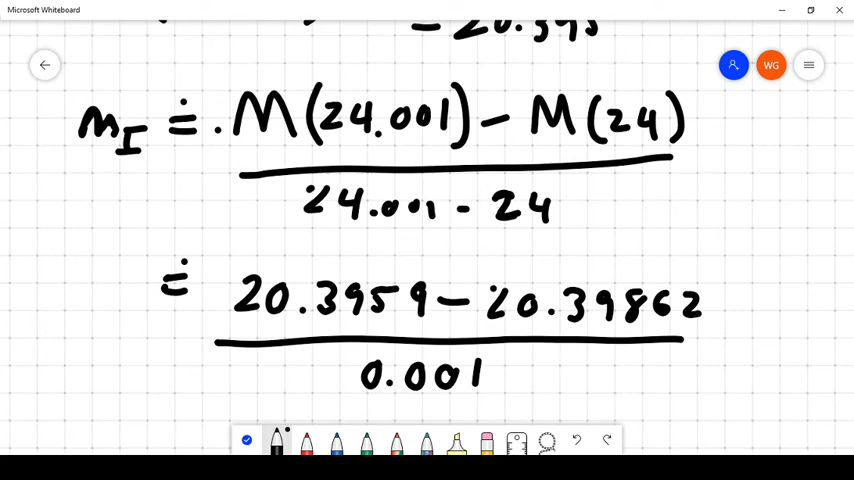 Microsoft Whiteboard
WG
m_I ≐ M(24.001) - M(24)
24.001 - 24
≐ 20.3959 - 20.39862
0.001